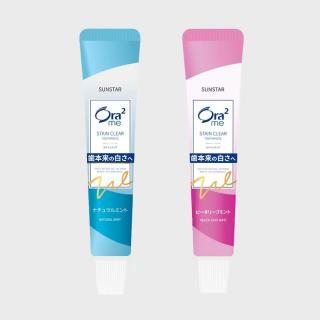 SUNSTAR
Ora2
me
STAIN CLEAR
TOOTHPASTE
歯本来の白さへ
ナチュラルミント
NATURAL MINT
SUNSTAR
Ora2
me
STAIN CLEAR
TOOTHPASTE
歯本来の白さへ
ピーチリーフミント
PEACH LEAF MINT